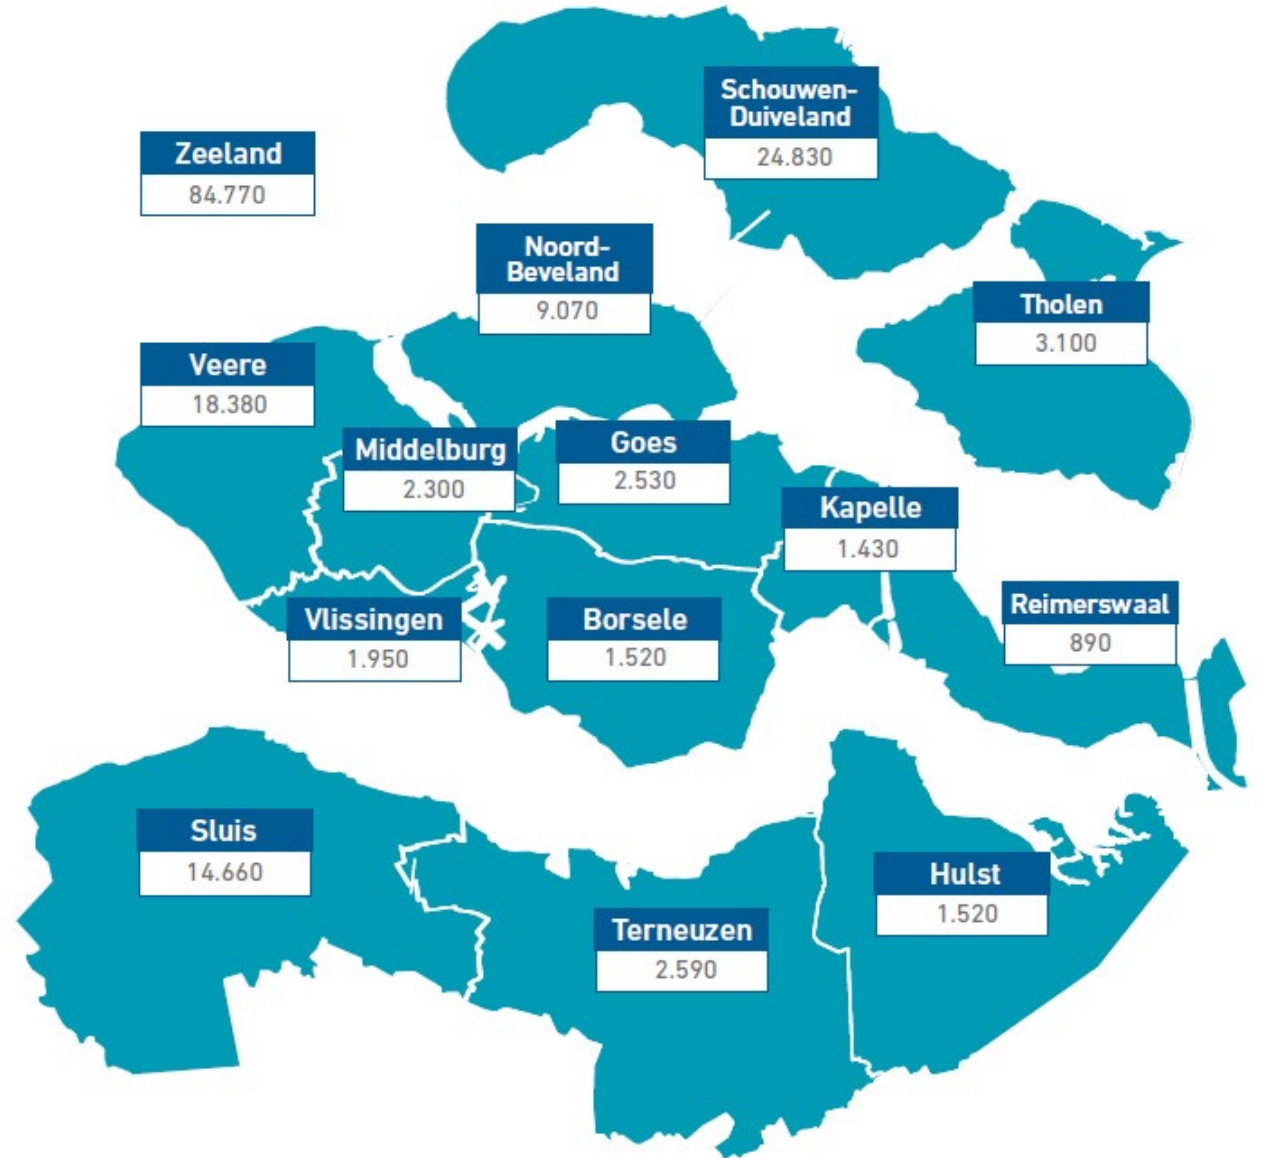 Schouwen-
Duiveland
24.830
Zeeland
84.770
Noord-
Beveland
9.070
Tholen
3.100
Veere
18.380
Middelburg
2.300
Goes
2.530
Kapelle
1.430
Vlissingen
1.950
Borsele
1.520
Reimerswaal
890
Sluis
14.660
Hulst
1.520
Terneuzen
2.590